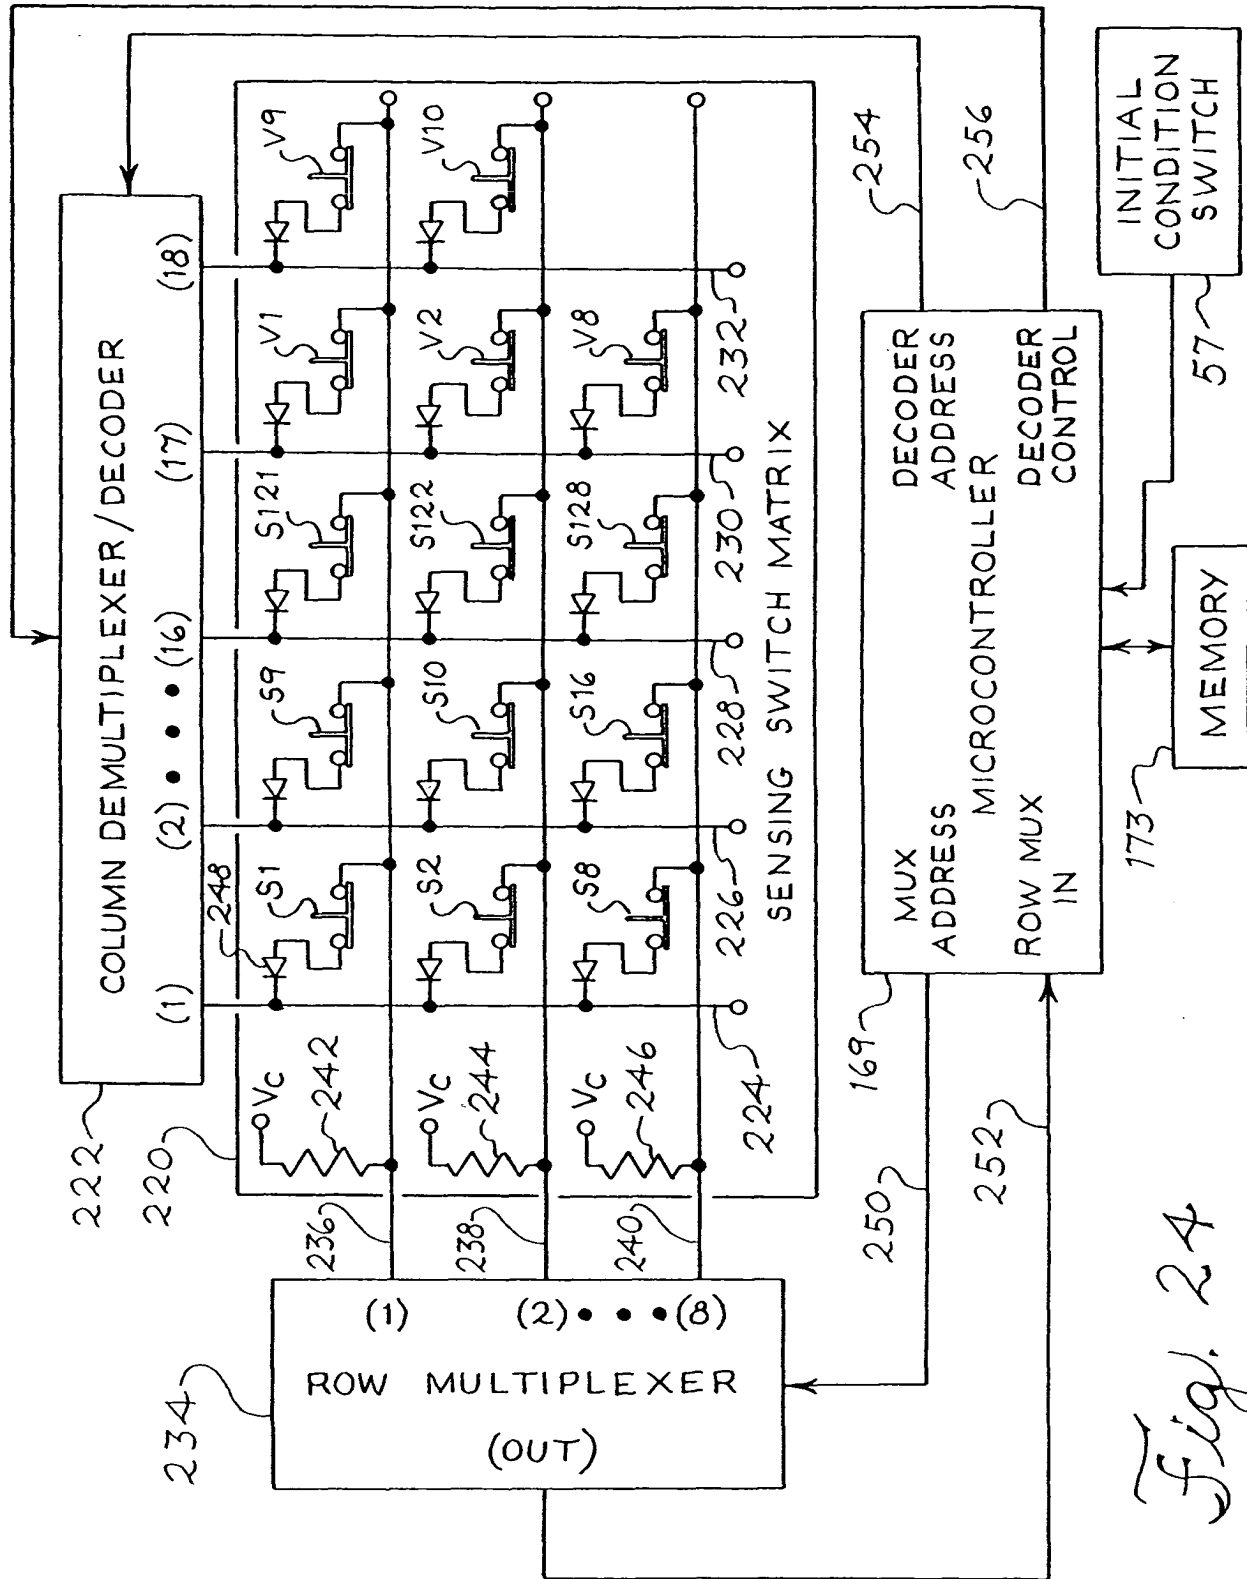 COLUMN DEMULTIPLEXER/DECODER
(1)
(2)
(16)
(17)
(18)
222
220
248
S1
S9
S121
V1
V9
Vc
242
S2
S10
S122
V2
V10
Vc
244
S8
S16
S128
V8
Vc
246
236
238
240
224
226
228
230
232
SENSING SWITCH MATRIX
234
(1)
(2)
(8)
ROW MULTIPLEXER
(OUT)
169
250
252
254
256
MUX
ADDRESS
DECODER
ADDRESS
MICROCONTROLLER
ROW MUX
IN
DECODER
CONTROL
173
MEMORY
57
INITIAL
CONDITION
SWITCH
Fig. 24